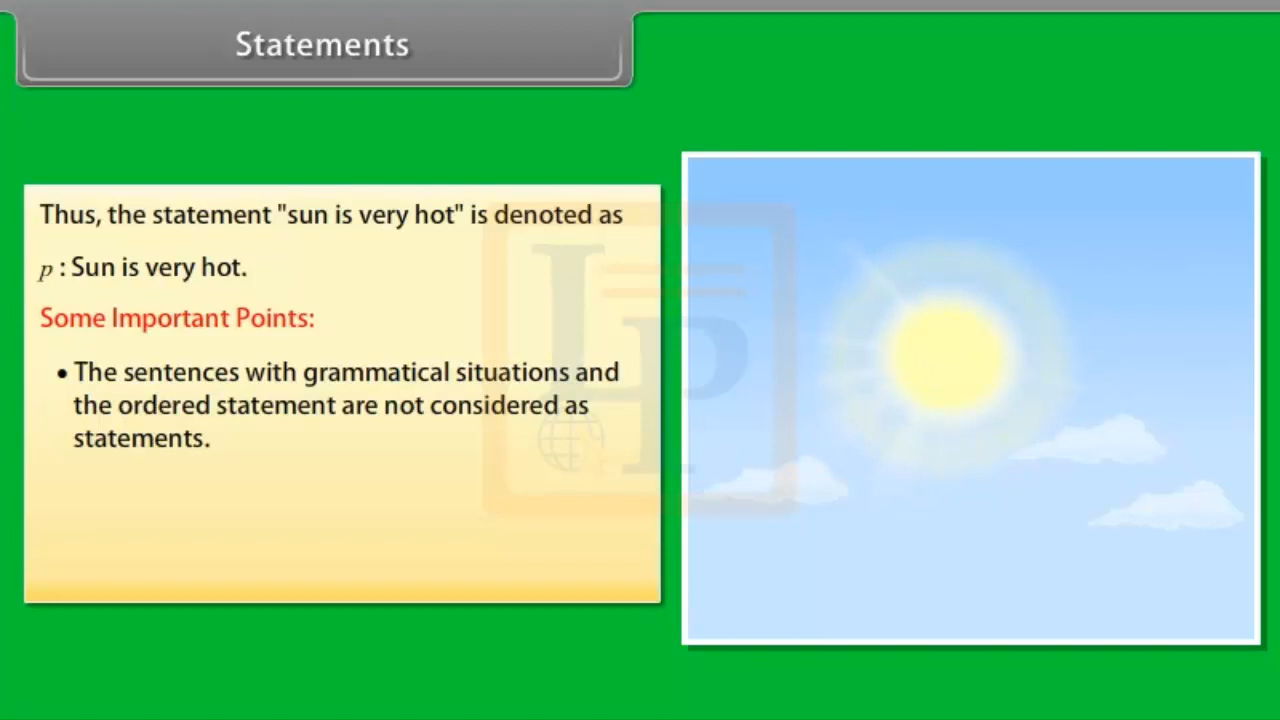 Statements
Thus, the statement "sun is very hot" is denoted as
p : Sun is very hot.
Some Important Points:
• The sentences with grammatical situations and
the ordered statement are not considered as
statements.